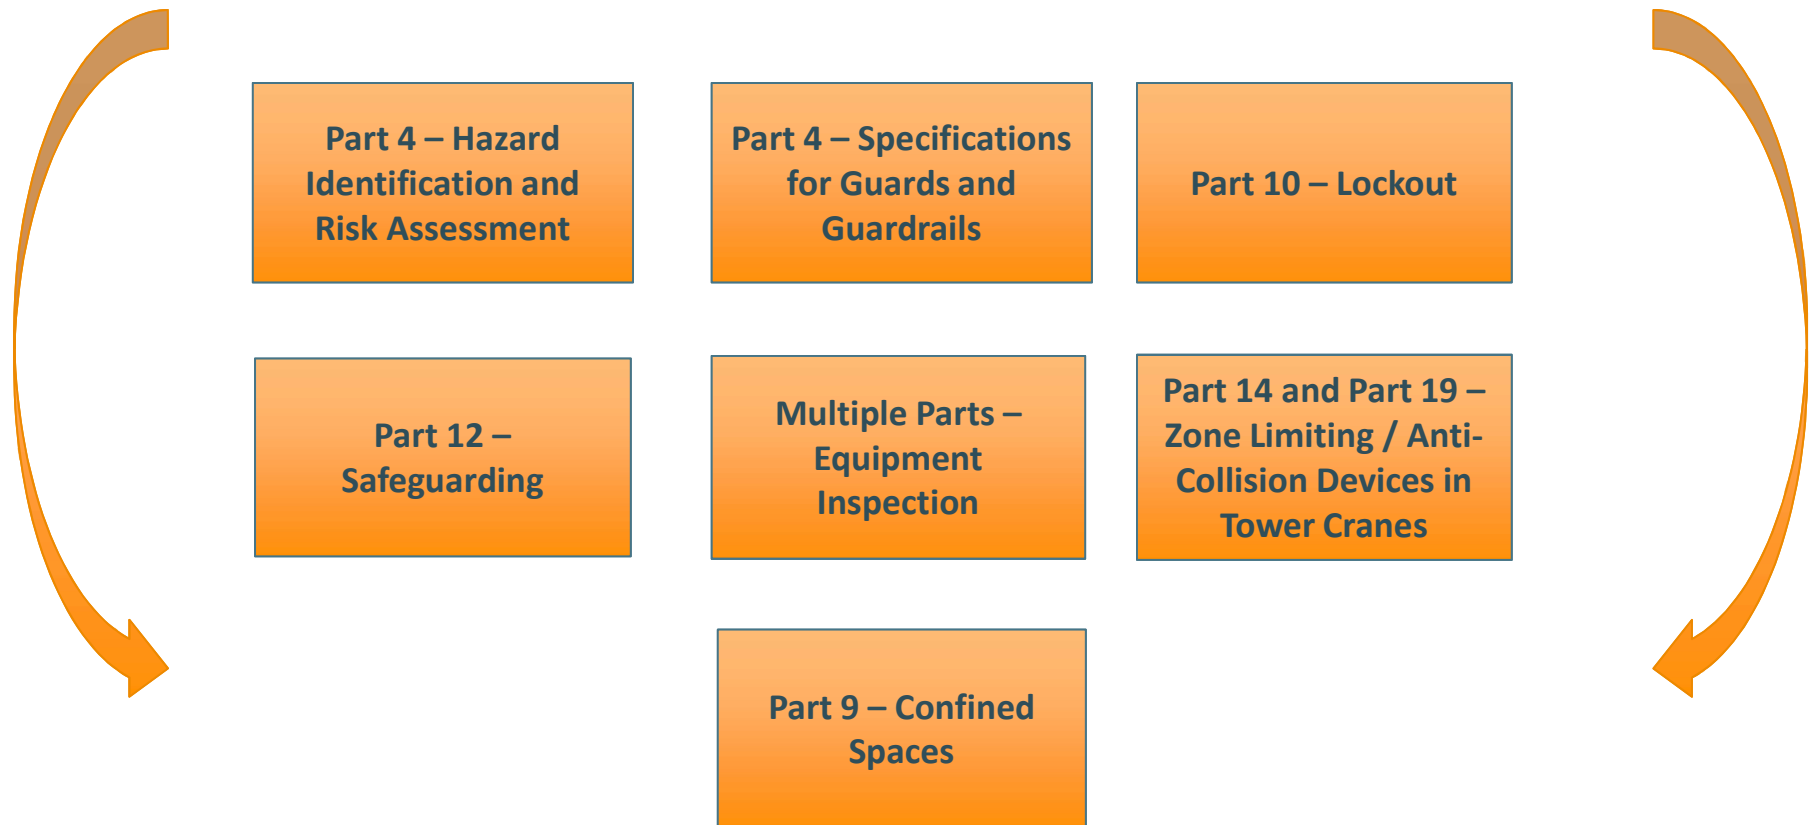 Part 4 – Hazard
Identification and
Risk Assessment
Part 4 – Specifications
for Guards and
Guardrails
Part 10 – Lockout
Part 12 –
Safeguarding
Multiple Parts –
Equipment
Inspection
Part 14 and Part 19 –
Zone Limiting / Anti-
Collision Devices in
Tower Cranes
Part 9 – Confined
Spaces